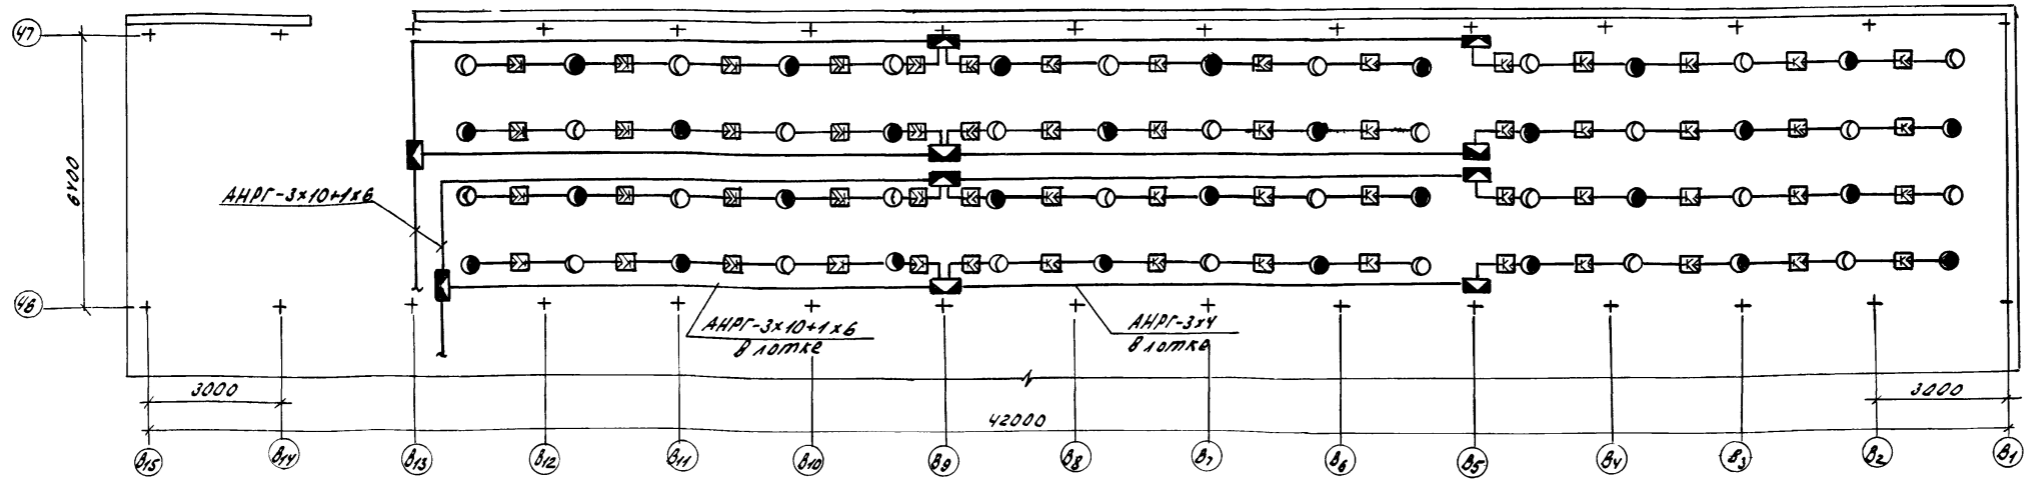 47
6400
АНРГ-3×10+1×6
48
АНРГ-3×10+1×6
В лотке
АНРГ-3×4
В лотке
3000
3000
42000
В15
В14
В13
В12
В11
В10
В9
В8
В7
В6
В5
В4
В3
В2
В1